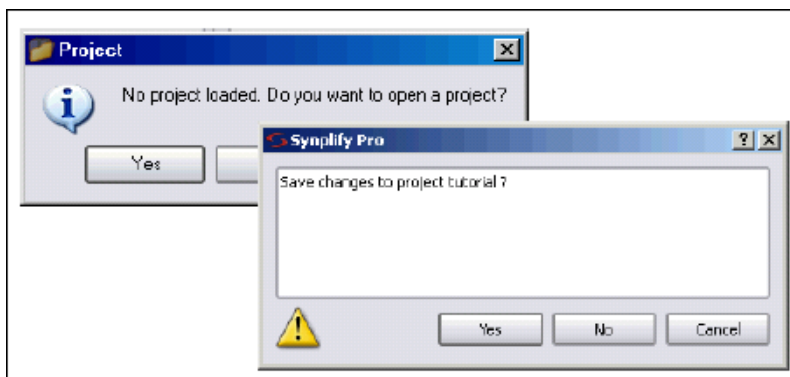 Project
No project loaded. Do you want to open a project?
Yes
Synplify Pro
Save changes to project tutorial ?
Yes No Cancel